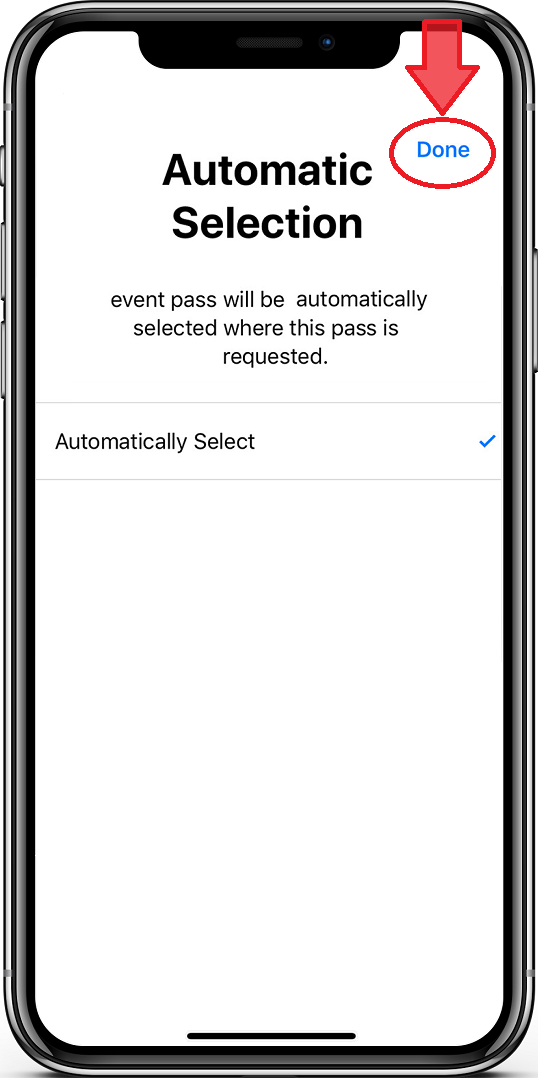 Done
Automatic
Selection
event pass will be  automatically
selected where this pass is
requested.
Automatically Select